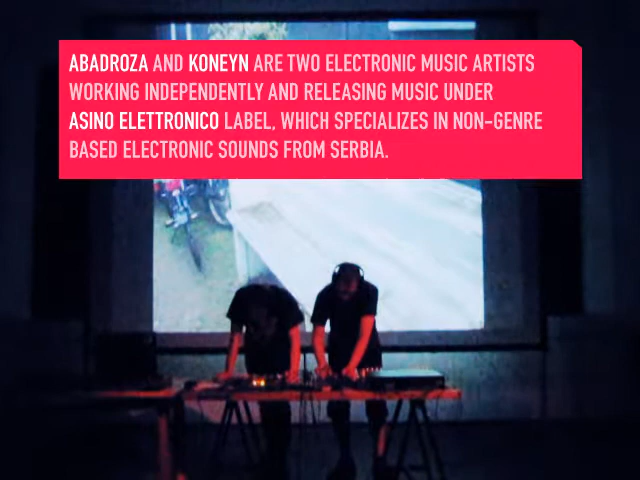 ABADROZA AND KONEYN ARE TWO ELECTRONIC MUSIC ARTISTS
WORKING INDEPENDENTLY AND RELEASING MUSIC UNDER
ASINO ELETTRONICO LABEL, WHICH SPECIALIZES IN NON-GENRE
BASED ELECTRONIC SOUNDS FROM SERBIA.